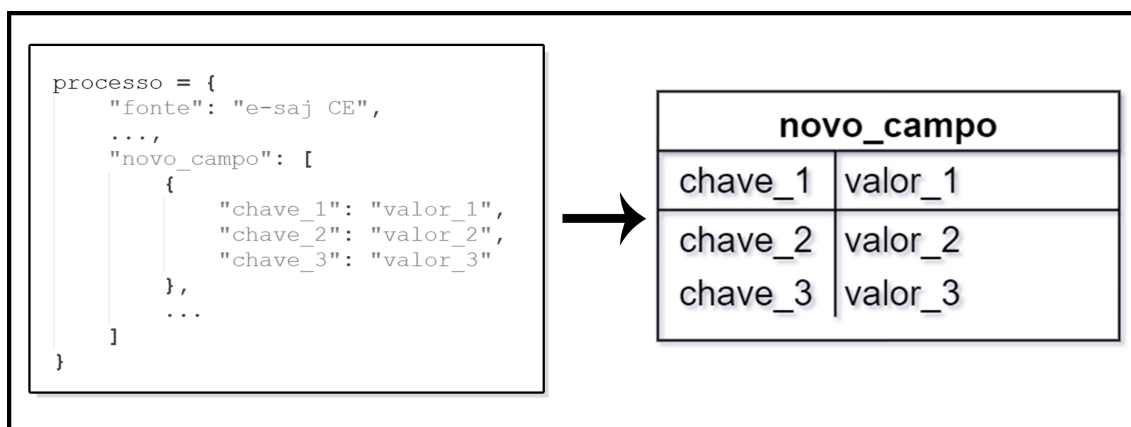 processo = {
"fonte": "e-saj CE",
...,
"novo_campo": [
{
"chave_1": "valor_1",
"chave_2": "valor_2",
"chave_3": "valor_3"
},
...
]
}
novo_campo
chave_1 valor_1
chave_2 valor_2
chave_3 valor_3